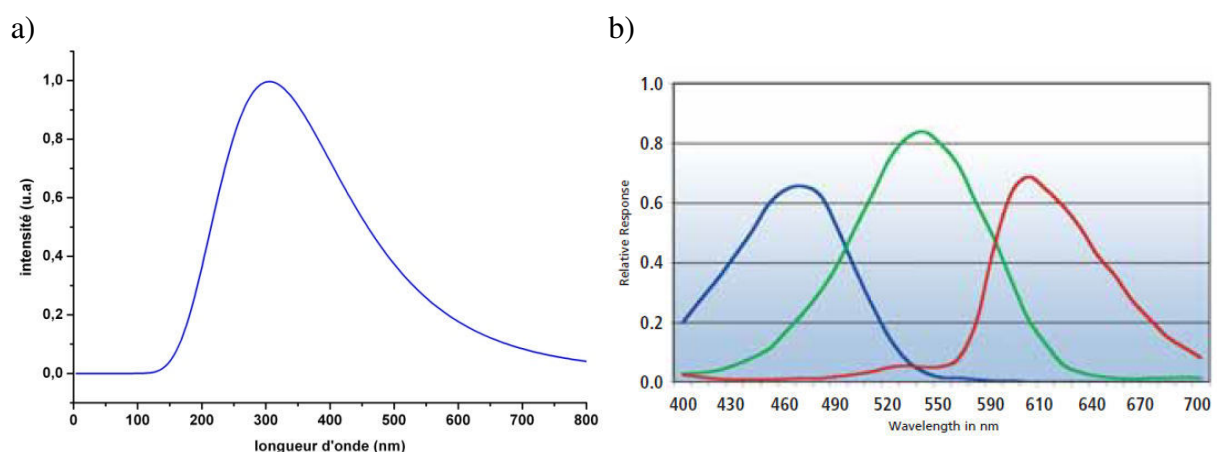 a)
1,0
0,8
0,6
0,4
0,2
0,0
intensité (u.a)
0 100 200 300 400 500 600 700 800
longueur d'onde (nm)
b)
1.0
0.8
0.6
0.4
0.2
0.0
Relative Response
400 430 460 490 520 550 590 610 640 670 700
Wavelength in nm